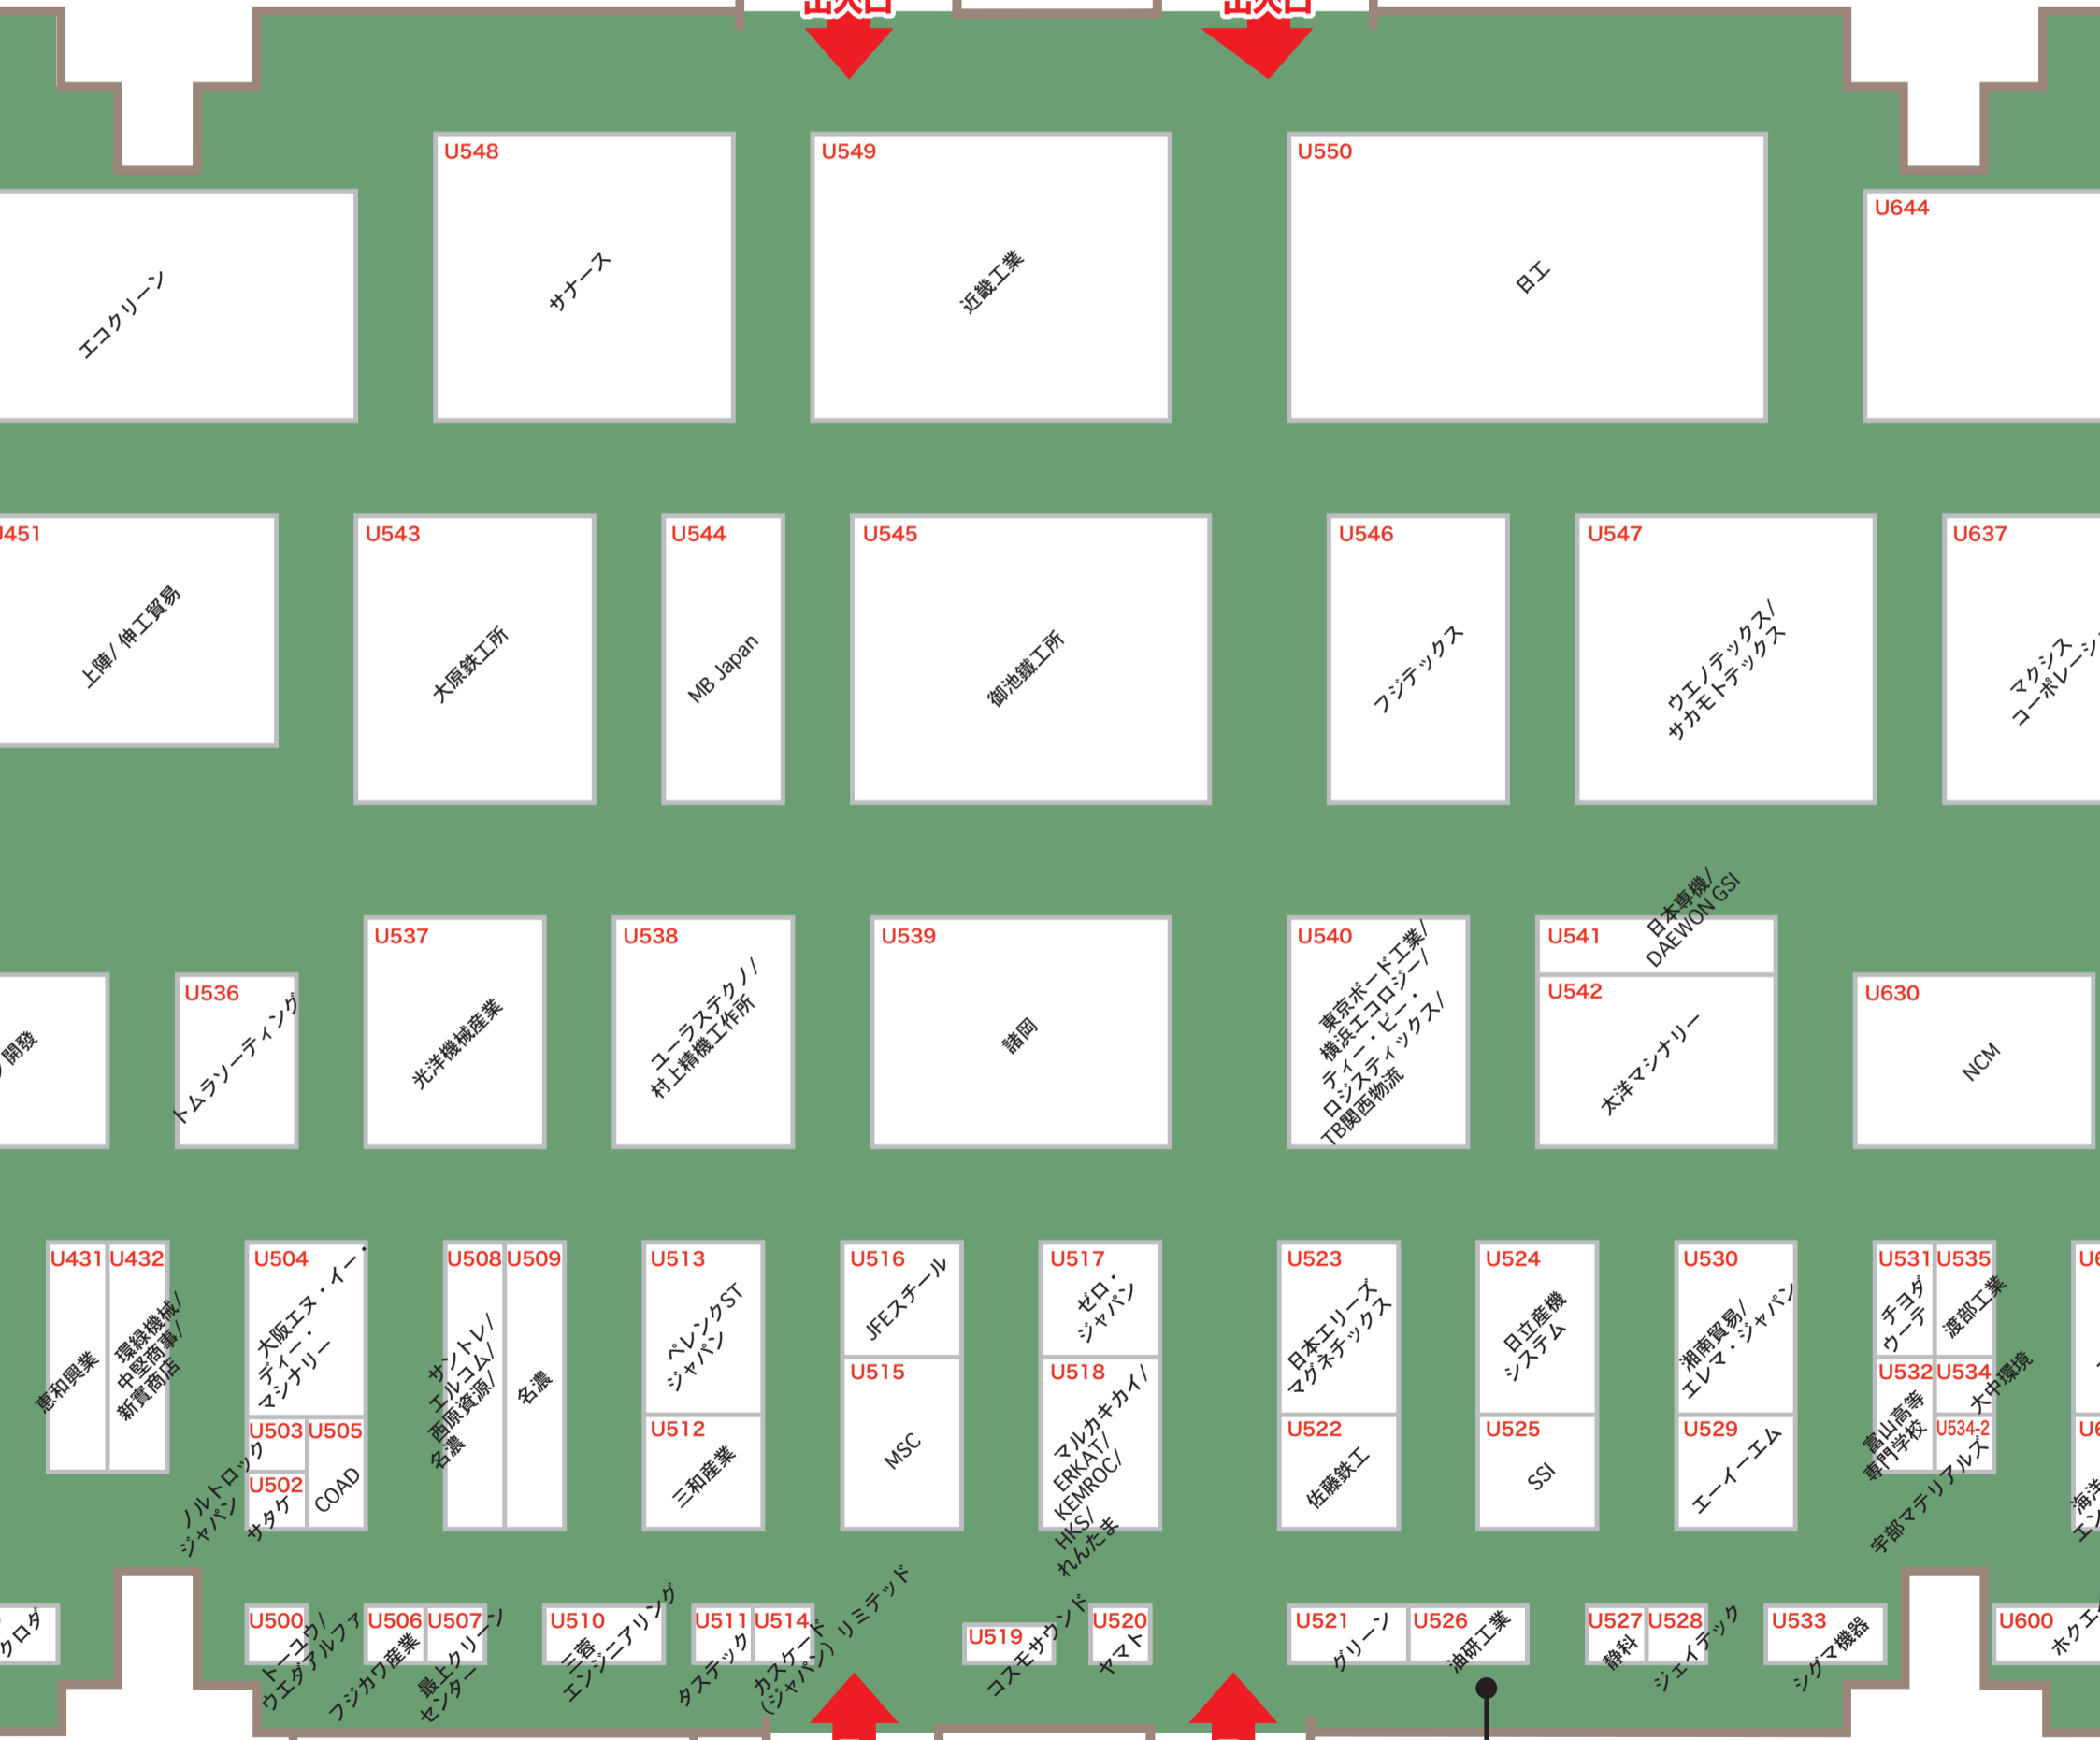 出入口
出入口
U548
サナース
U549
近畿工業
U550
日工
U644
エコクリーン
U451
上陣/ 伸工貿易
U543
大原鉄工所
U544
MB Japan
U545
御池鐵工所
U546
フジテックス
U547
ウエノテックス/
サカモトテックス
U637
マクシス
開發
U536
トムラソーティング
U537
光洋機械産業
U538
ユーラステクノ/
村上精機工作所
U539
諸岡
U540
東京ボード工業/
横浜エコロジー/
ティー・ビー・
ロジスティックス/
TB関西物流
U541
日本専機/
DAEWON GSI
U542
太洋マシナリー
U630
NCM
U431
恵和興業
U432
環緑機械/
中堅商事/
新實商店
U504
大阪エヌ・イー・
ディー・
マシナリー
U503
ノルトロック
ジャパン
U502
サタケ
U505
COAD
U508
サントレ/
エルコム/
西原資源/
名濃
U509
名濃
U513
ペレンクST
ジャパン
U512
三和産業
U516
JFEスチール
U515
MSC
U517
ゼロ・
ジャパン
U518
マルカキカイ/
ERKAT/
KEMROC/
HKS/
れんたま
U523
日本エリーズ
マグネチックス
U522
佐藤鉄工
U524
日立産機
システム
U525
SSI
U530
湘南貿易/
エレマ・ジャパン
U529
エーイーエム
U531
チヨダ
ウーテ
U535
渡部工業
U532
富山高等
専門学校
U534
大中環境
U534-2
宇部マテリアルズ
クロダ
U500
トーユウ/
ウエダアルファ
U506
フジカワ産業
U507
最上クリーン
センター
U510
三蓉
エンジニアリング
U511
タステック
U514
カスケード
（ジャパン）リミテッド
U519
コスモサウンド
U520
ヤマト
U521
グリーン
U526
油研工業
U527
静科
U528
ジェイテック
U533
シグマ機器
U600